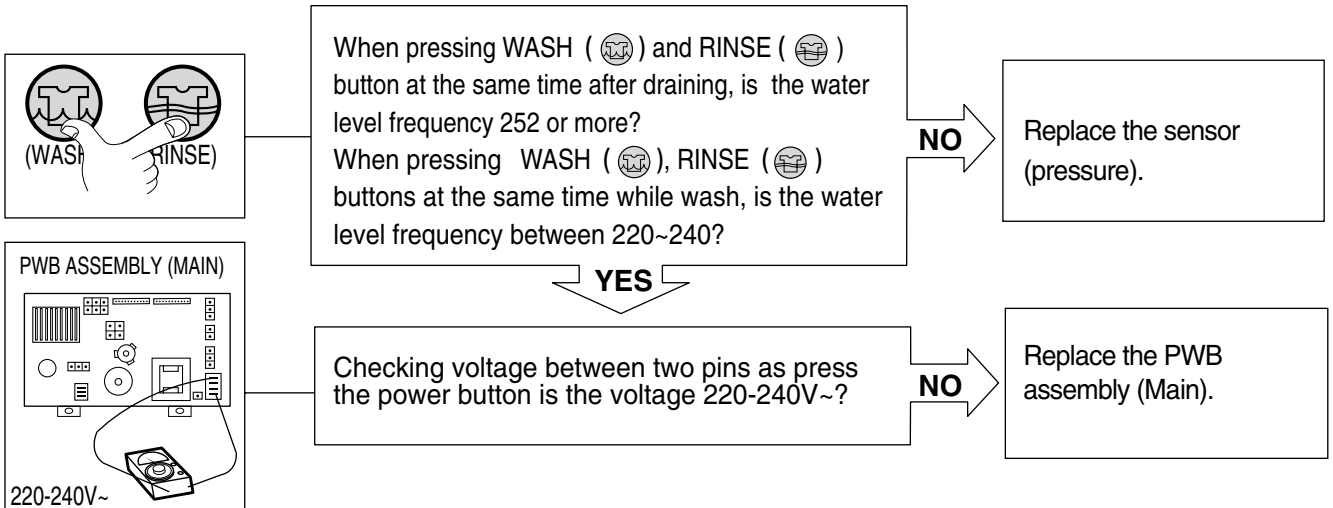 When pressing WASH ( ) and RINSE ( )
button at the same time after draining, is the water
level frequency 252 or more?
When pressing WASH ( ), RINSE ( )
buttons at the same time while wash, is the water
level frequency between 220~240?
(WASH RINSE)
NO
Replace the sensor
(pressure).
YES
PWB ASSEMBLY (MAIN)
220-240V~
Checking voltage between two pins as press
the power button is the voltage 220-240V~?
NO
Replace the PWB
assembly (Main).